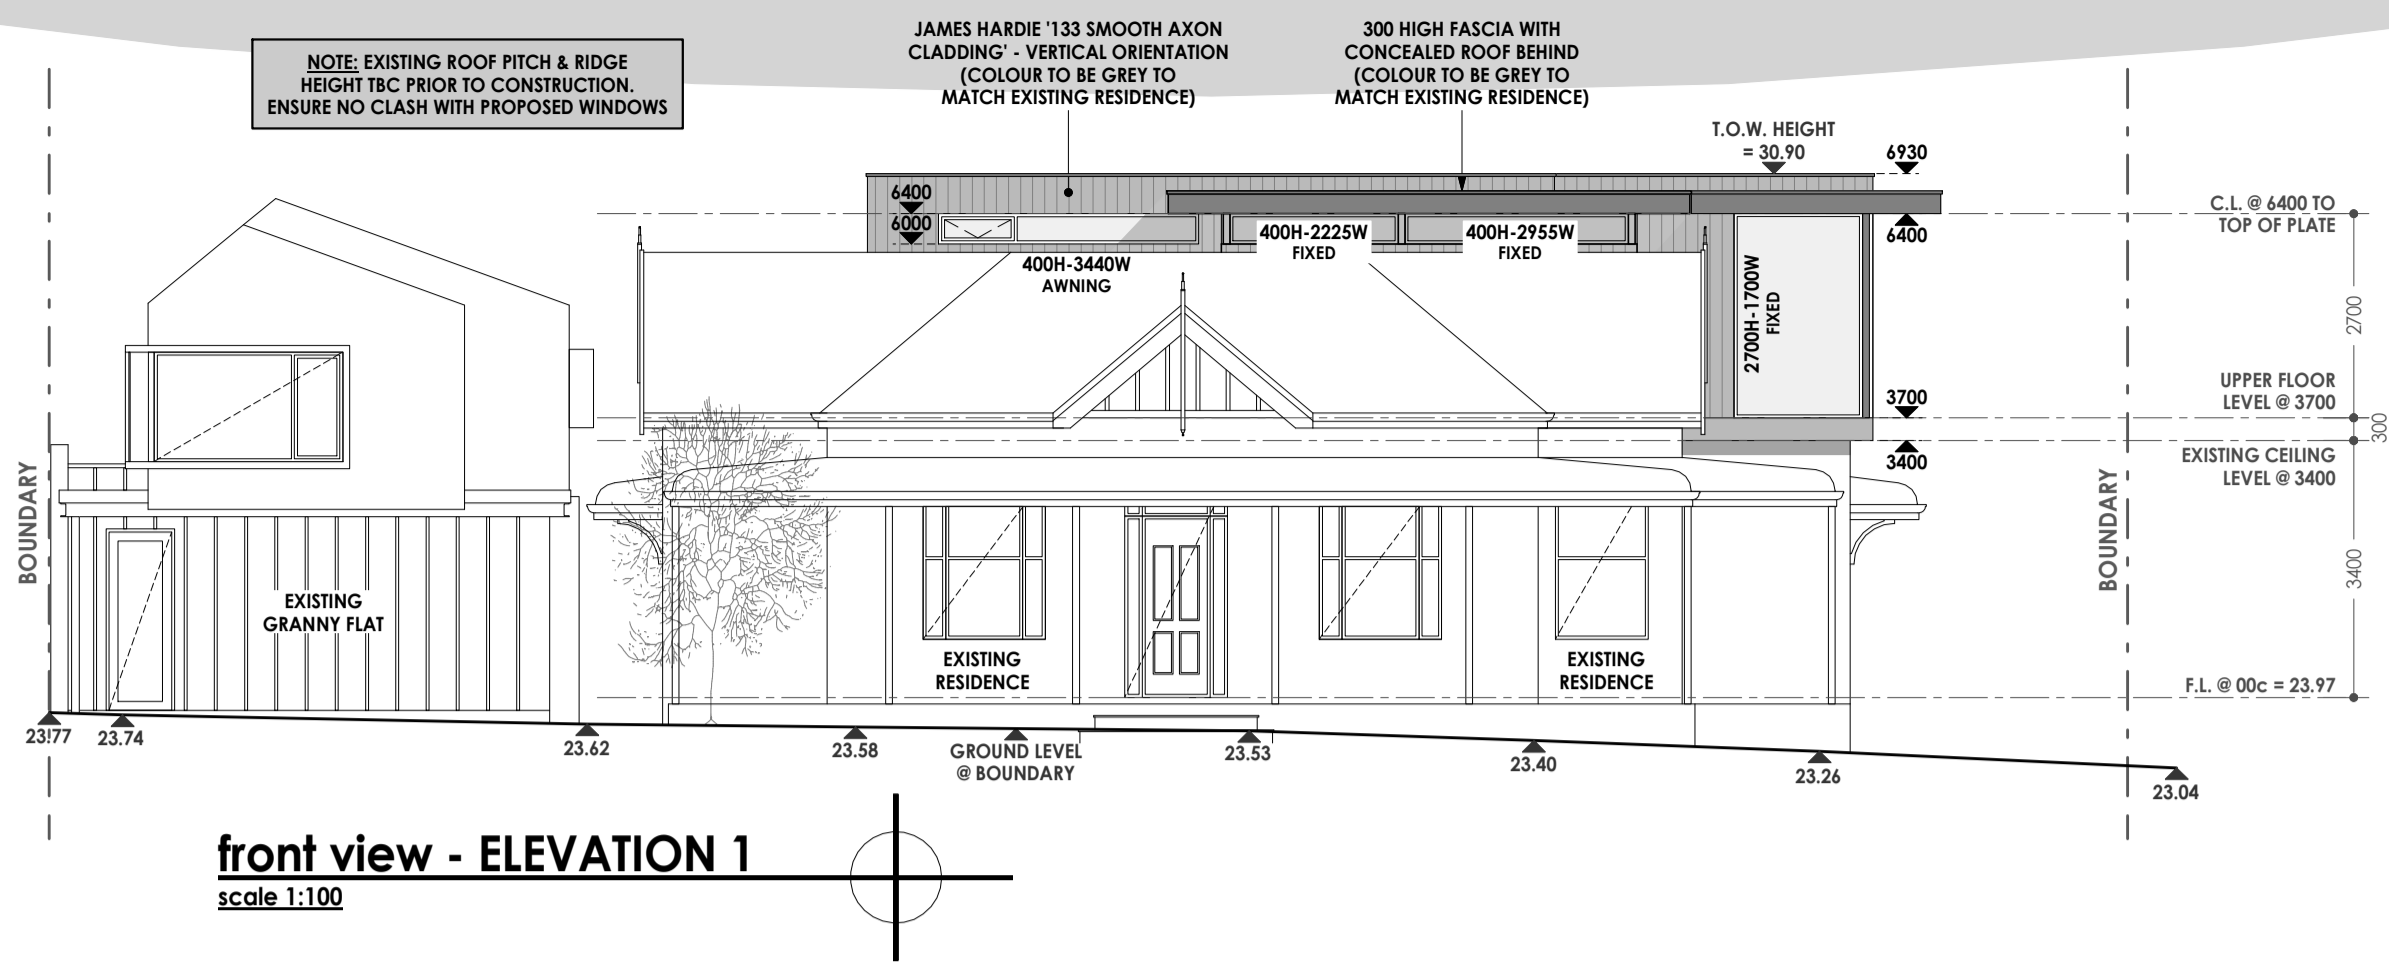 NOTE: EXISTING ROOF PITCH & RIDGE
HEIGHT TBC PRIOR TO CONSTRUCTION.
ENSURE NO CLASH WITH PROPOSED WINDOWS
JAMES HARDIE '133 SMOOTH AXON
CLADDING' - VERTICAL ORIENTATION
(COLOUR TO BE GREY TO
MATCH EXISTING RESIDENCE)
300 HIGH FASCIA WITH
CONCEALED ROOF BEHIND
(COLOUR TO BE GREY TO
MATCH EXISTING RESIDENCE)
T.O.W. HEIGHT
= 30.90
6930
6400
6000
400H-3440W
AWNING
400H-2225W
FIXED
400H-2955W
FIXED
2700H-1700W
FIXED
6400
3700
3400
C.L. @ 6400 TO
TOP OF PLATE
2700
UPPER FLOOR
LEVEL @ 3700
300
EXISTING CEILING
LEVEL @ 3400
3400
F.L. @ 00c = 23.97
BOUNDARY
BOUNDARY
EXISTING
GRANNY FLAT
EXISTING
RESIDENCE
EXISTING
RESIDENCE
23.77
23.74
23.62
23.58
GROUND LEVEL
@ BOUNDARY
23.53
23.40
23.26
23.04
front view - ELEVATION 1
scale 1:100